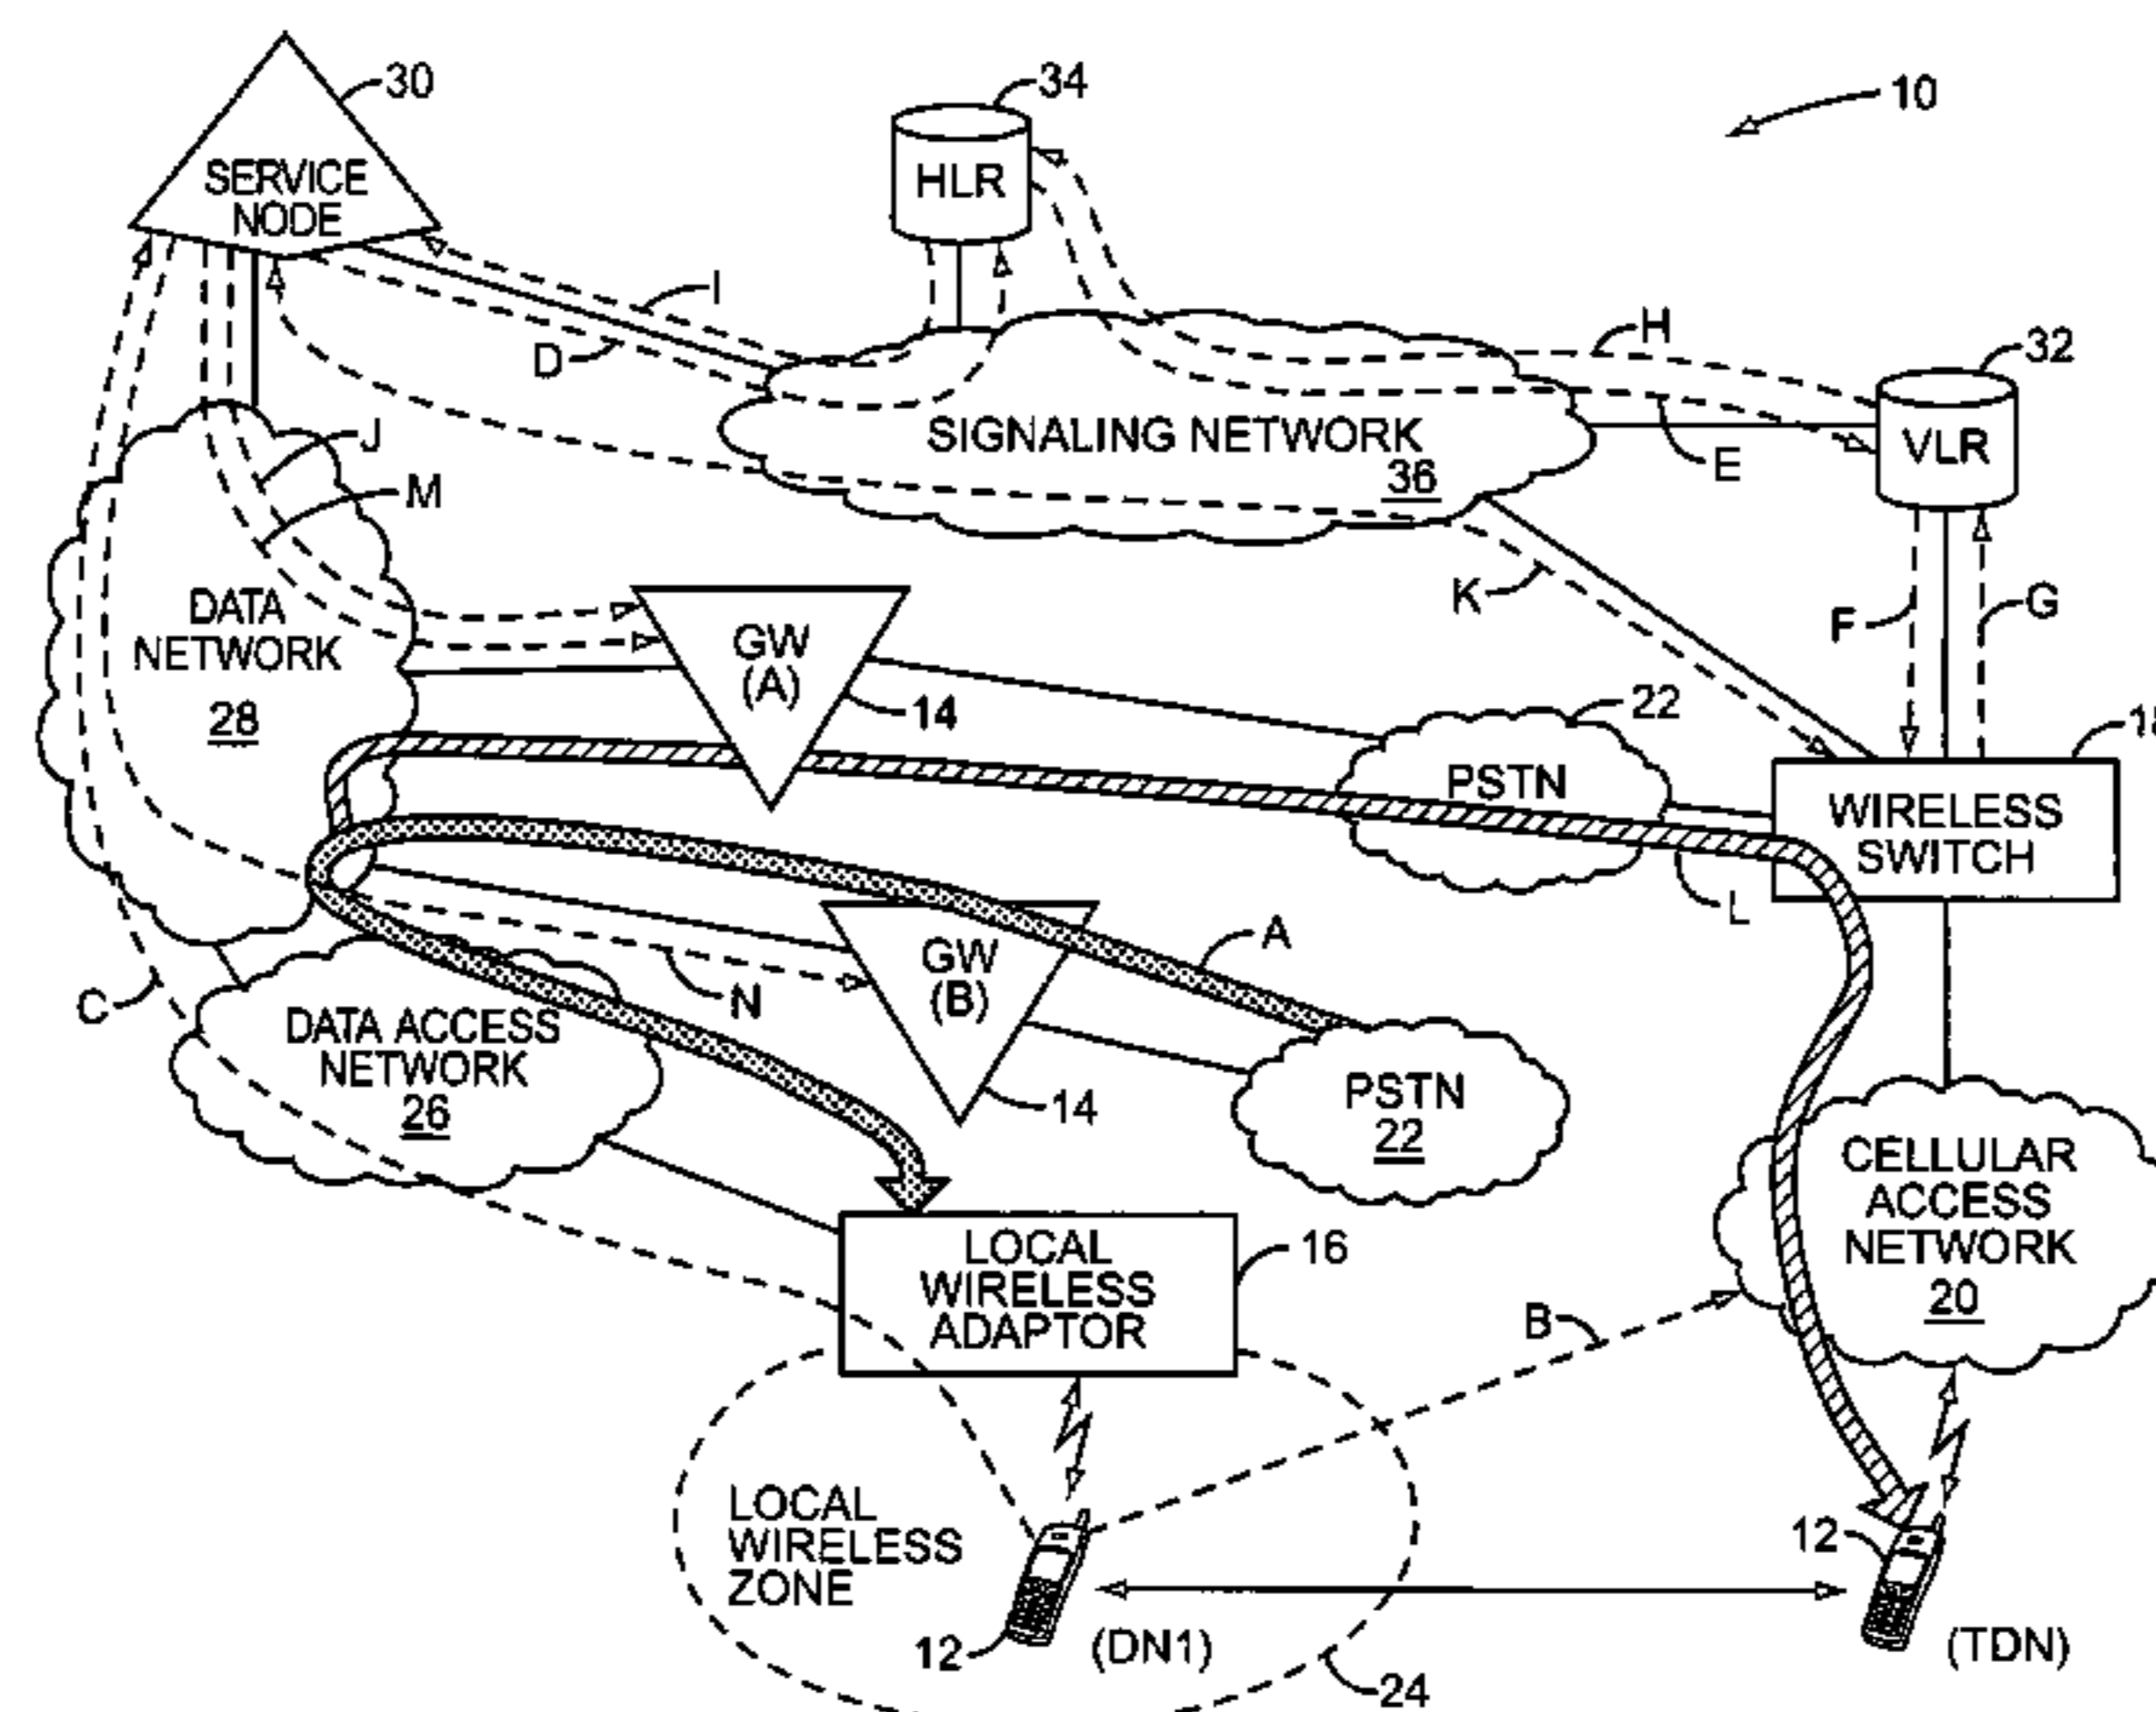 30
SERVICE
NODE
34
HLR
10
I
D
H
32
VLR
E
SIGNALING NETWORK
36
J
M
K
F
G
DATA
NETWORK
28
GW
(A)
14
22
PSTN
WIRELESS
SWITCH
L
A
GW
(B)
14
N
C
DATA ACCESS
NETWORK
26
PSTN
22
CELLULAR
ACCESS
NETWORK
20
LOCAL
WIRELESS
ADAPTOR
16
B
LOCAL
WIRELESS
ZONE
12
(DN1)
12
(TDN)
24